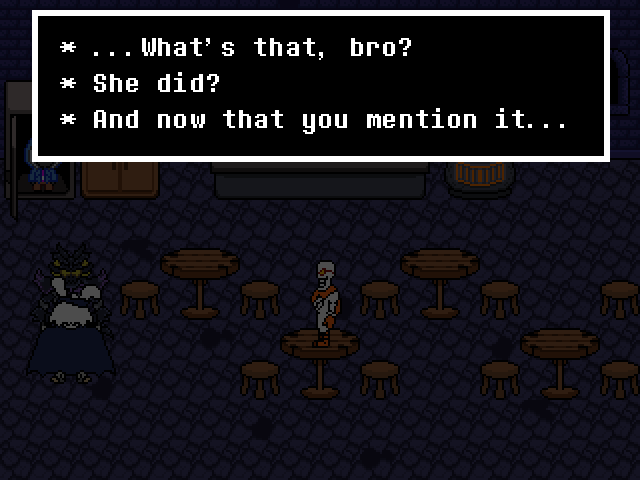 * ...What's that, bro?
* She did?
* And now that you mention it...